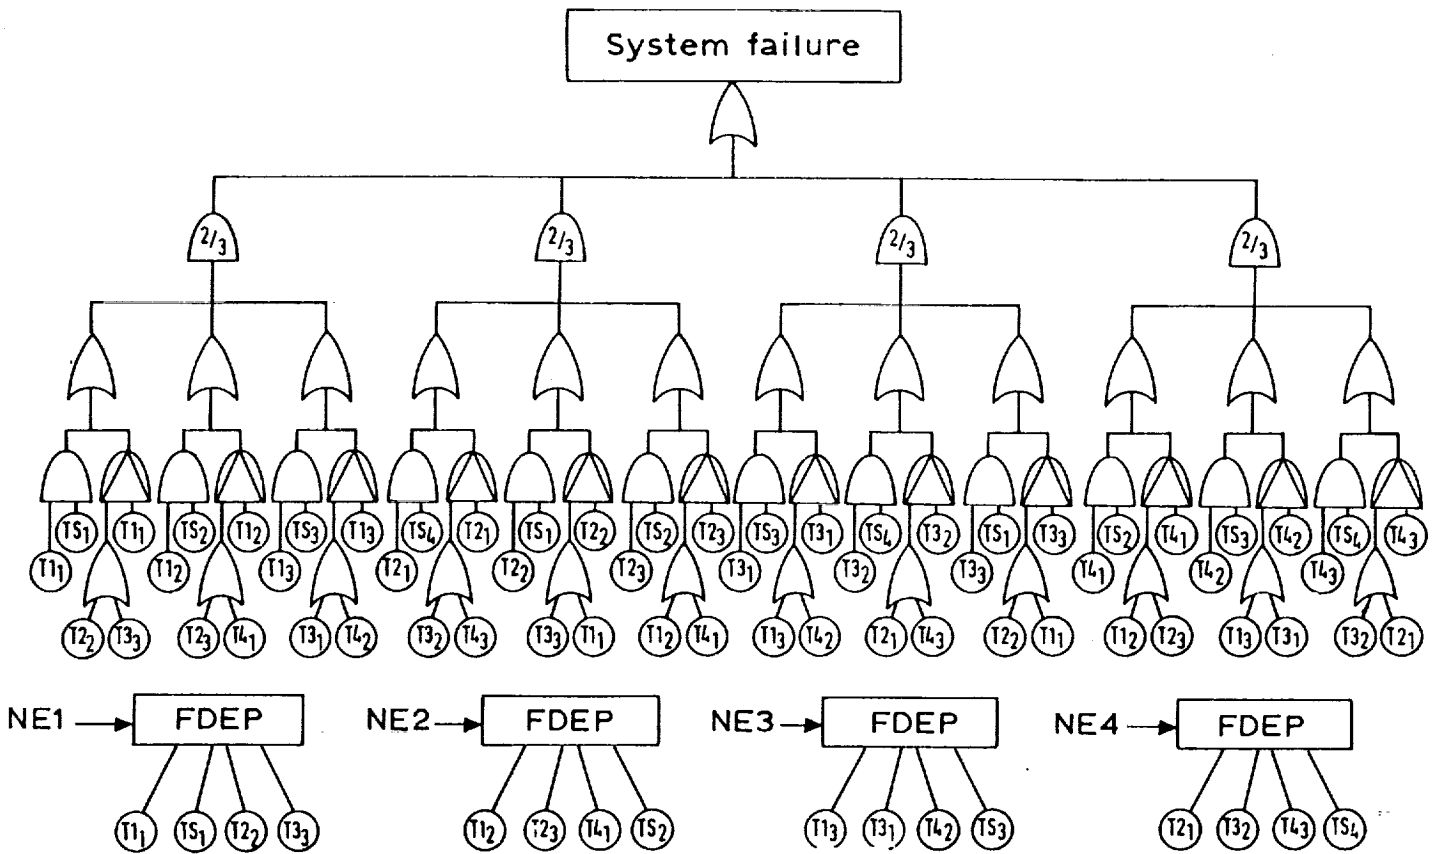 System failure
2/3 2/3 2/3 2/3
TS₁ T1₁ TS₂ T1₂ TS₃ T1₃ TS₄ T2₁ TS₁ T2₂ TS₂ T2₃ TS₃ T3₁ TS₄ T3₂ TS₁ T3₃ TS₂ T4₁ TS₃ T4₂ TS₄ T4₃
T1₁ T1₂ T1₃ T2₁ T2₂ T2₃ T3₁ T3₂ T3₃ T4₁ T4₂ T4₃
T2₂ T3₃ T2₃ T4₁ T3₁ T4₂ T3₂ T4₃ T3₃ T1₁ T1₂ T4₁ T1₃ T4₂ T2₁ T4₃ T2₂ T1₁ T1₂ T2₃ T1₃ T3₁ T3₂ T2₁
NE1 FDEP NE2 FDEP NE3 FDEP NE4 FDEP
T1₁ TS₁ T2₂ T3₃ T1₂ T2₃ T4₁ TS₂ T1₃ T3₁ T4₂ TS₃ T2₁ T3₂ T4₃ TS₄